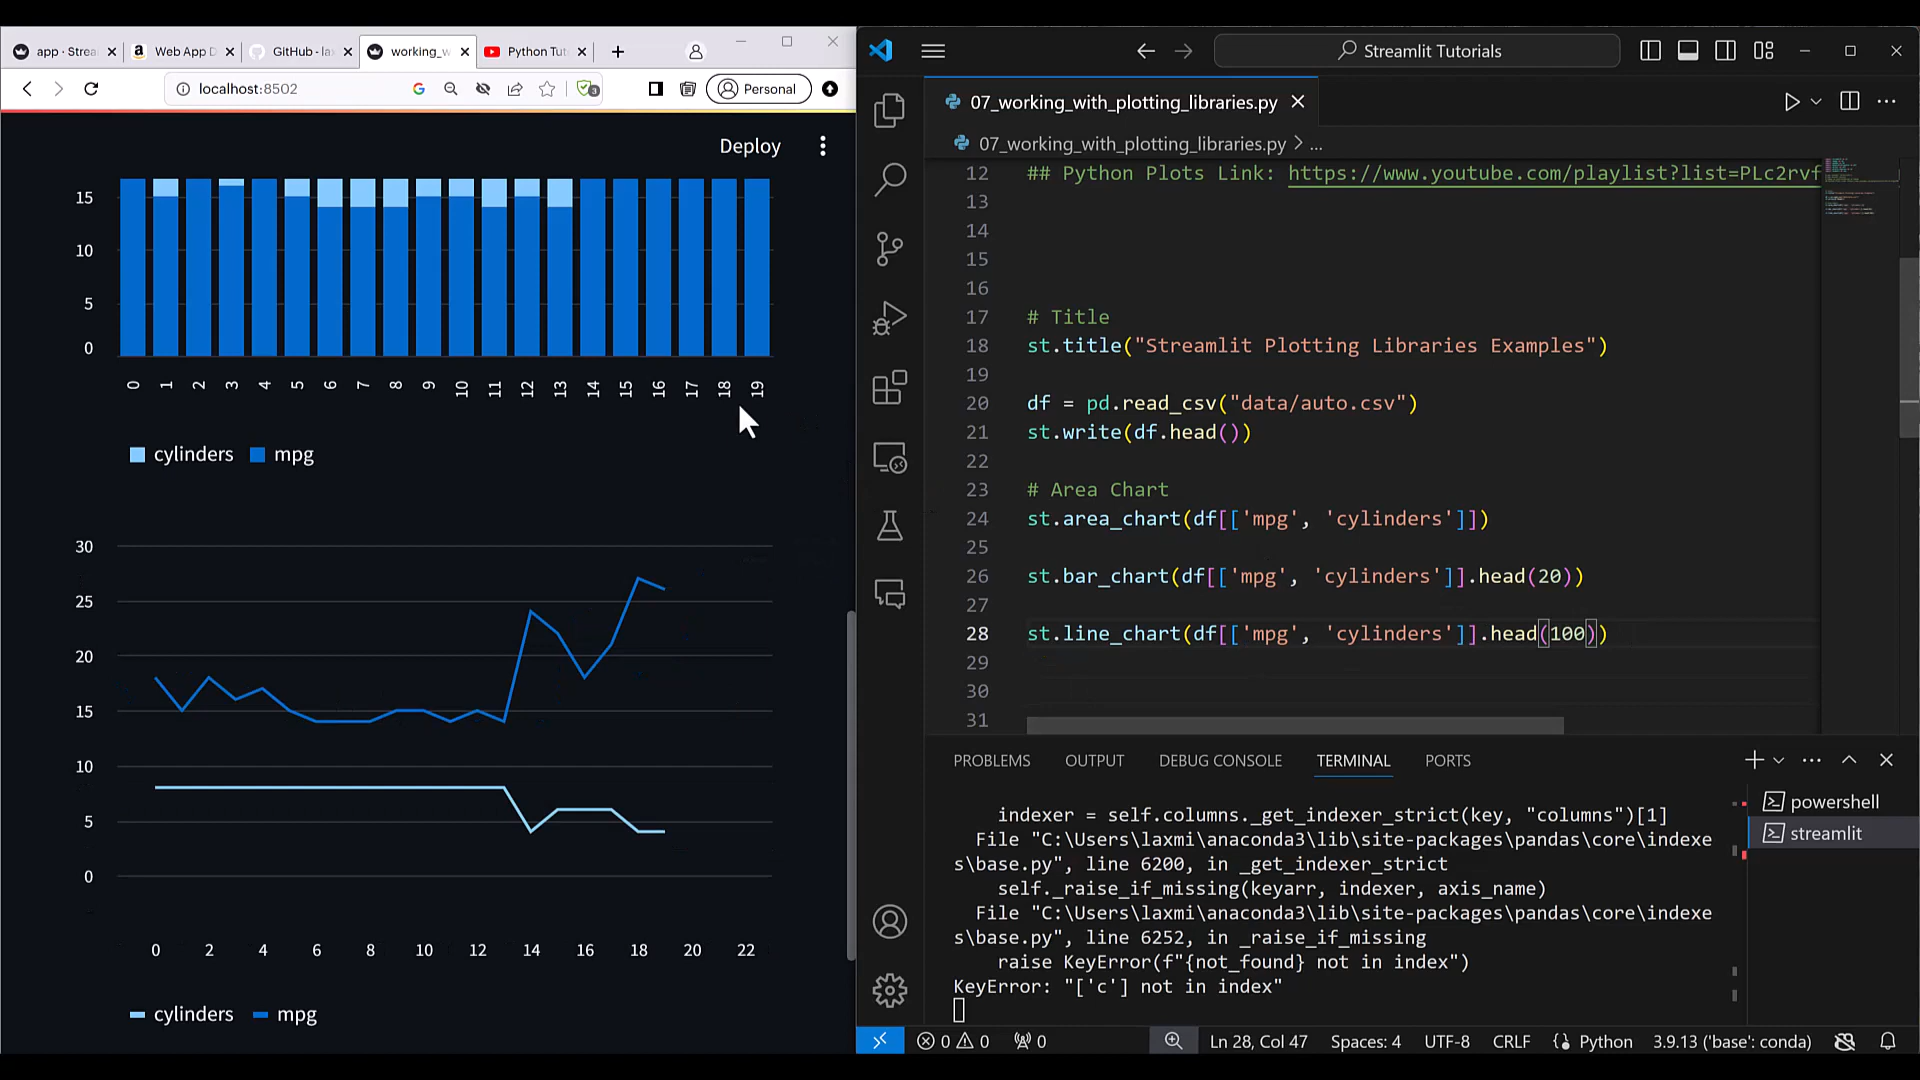 app · Strea
Web App D
GitHub - la
working_w
Python Tut
localhost:8502
3
Personal
Deploy
15
10
5
0
0 1 2 3 4 5 6 7 8 9 10 11 12 13 14 15 16 17 18 19
cylinders mpg
30
25
20
15
10
5
0
0 2 4 6 8 10 12 14 16 18 20 22
cylinders mpg
Streamlit Tutorials
07_working_with_plotting_libraries.py
07_working_with_plotting_libraries.py > ...
12 ## Python Plots Link: https://www.youtube.com/playlist?list=PLc2rvf
13
14
15
16
17 # Title
18 st.title("Streamlit Plotting Libraries Examples")
19
20 df = pd.read_csv("data/auto.csv")
21 st.write(df.head())
22
23 # Area Chart
24 st.area_chart(df[['mpg', 'cylinders']])
25
26 st.bar_chart(df[['mpg', 'cylinders']].head(20))
27
28 st.line_chart(df[['mpg', 'cylinders']].head(100))
29
30
31
PROBLEMS OUTPUT DEBUG CONSOLE TERMINAL PORTS
indexer = self.columns._get_indexer_strict(key, "columns")[1]
File "C:\Users\laxmi\anaconda3\lib\site-packages\pandas\core\indexe
s\base.py", line 6200, in _get_indexer_strict
self._raise_if_missing(keyarr, indexer, axis_name)
File "C:\Users\laxmi\anaconda3\lib\site-packages\pandas\core\indexe
s\base.py", line 6252, in _raise_if_missing
raise KeyError(f"{not_found} not in index")
KeyError: "['c'] not in index"
powershell
streamlit
0 0 0 Ln 28, Col 47 Spaces: 4 UTF-8 CRLF Python 3.9.13 ('base': conda)